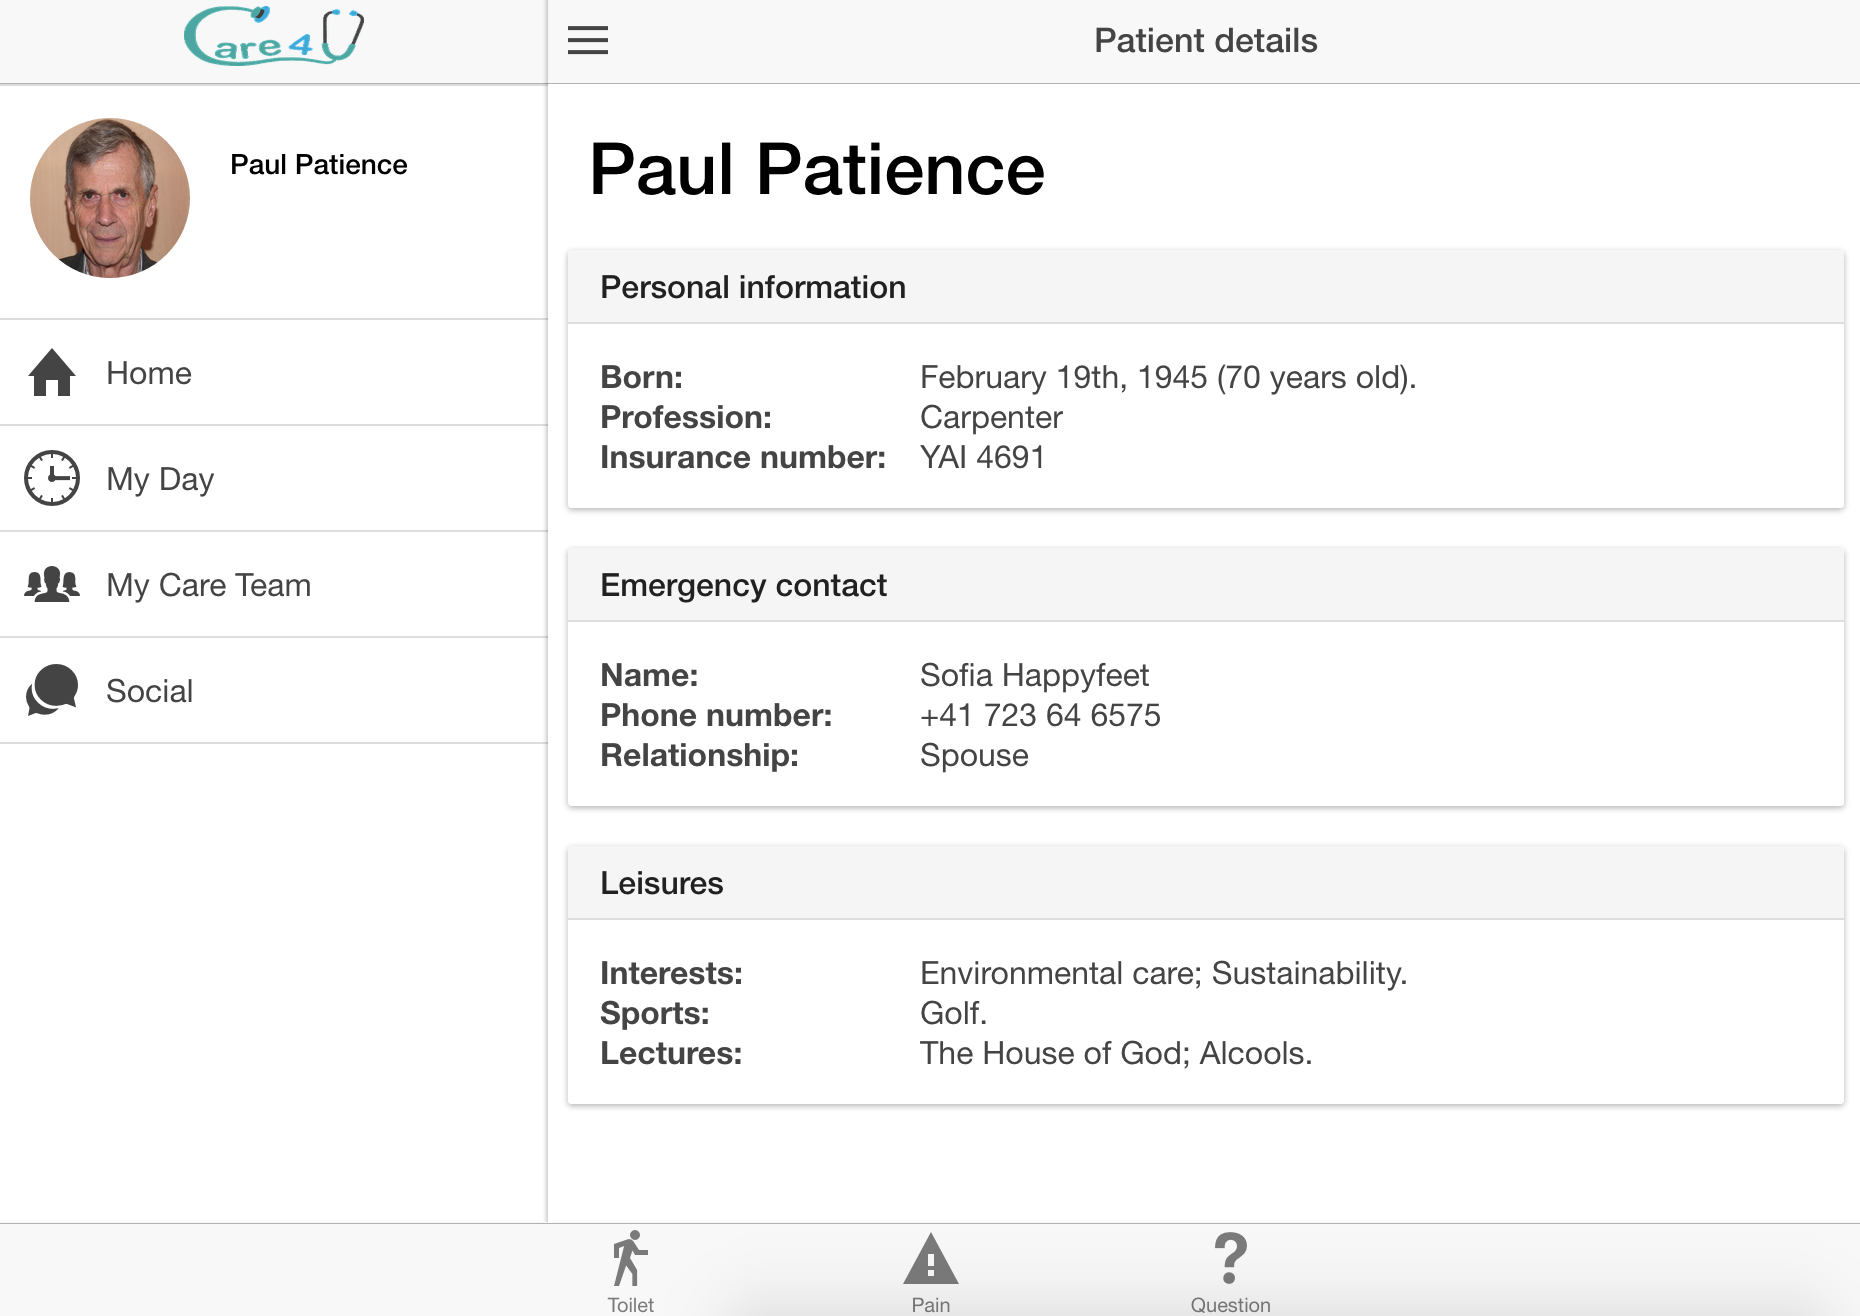 Care 4 U
Patient details
Paul Patience
Home
My Day
My Care Team
Social
Paul Patience
Personal information
Born: February 19th, 1945 (70 years old).
Profession: Carpenter
Insurance number: YAI 4691
Emergency contact
Name: Sofia Happyfeet
Phone number: +41 723 64 6575
Relationship: Spouse
Leisures
Interests: Environmental care; Sustainability.
Sports: Golf.
Lectures: The House of God; Alcools.
Toilet
Pain
Question